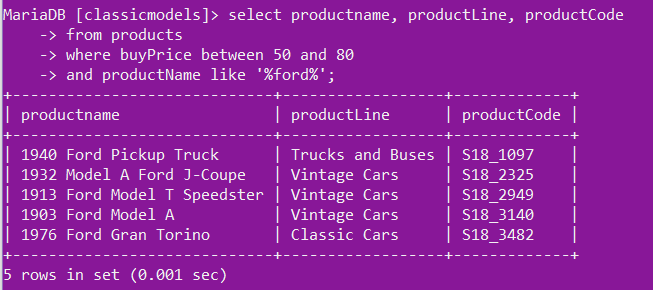 MariaDB [classicmodels]> select productname, productLine, productCode
    -> from products
    -> where buyPrice between 50 and 80
    -> and productName like '%ford%';
+-----------------------------+------------------+-------------+
| productname                 | productLine      | productCode |
+-----------------------------+------------------+-------------+
| 1940 Ford Pickup Truck      | Trucks and Buses | S18_1097    |
| 1932 Model A Ford J-Coupe   | Vintage Cars     | S18_2325    |
| 1913 Ford Model T Speedster | Vintage Cars     | S18_2949    |
| 1903 Ford Model A           | Vintage Cars     | S18_3140    |
| 1976 Ford Gran Torino       | Classic Cars     | S18_3482    |
+-----------------------------+------------------+-------------+
5 rows in set (0.001 sec)